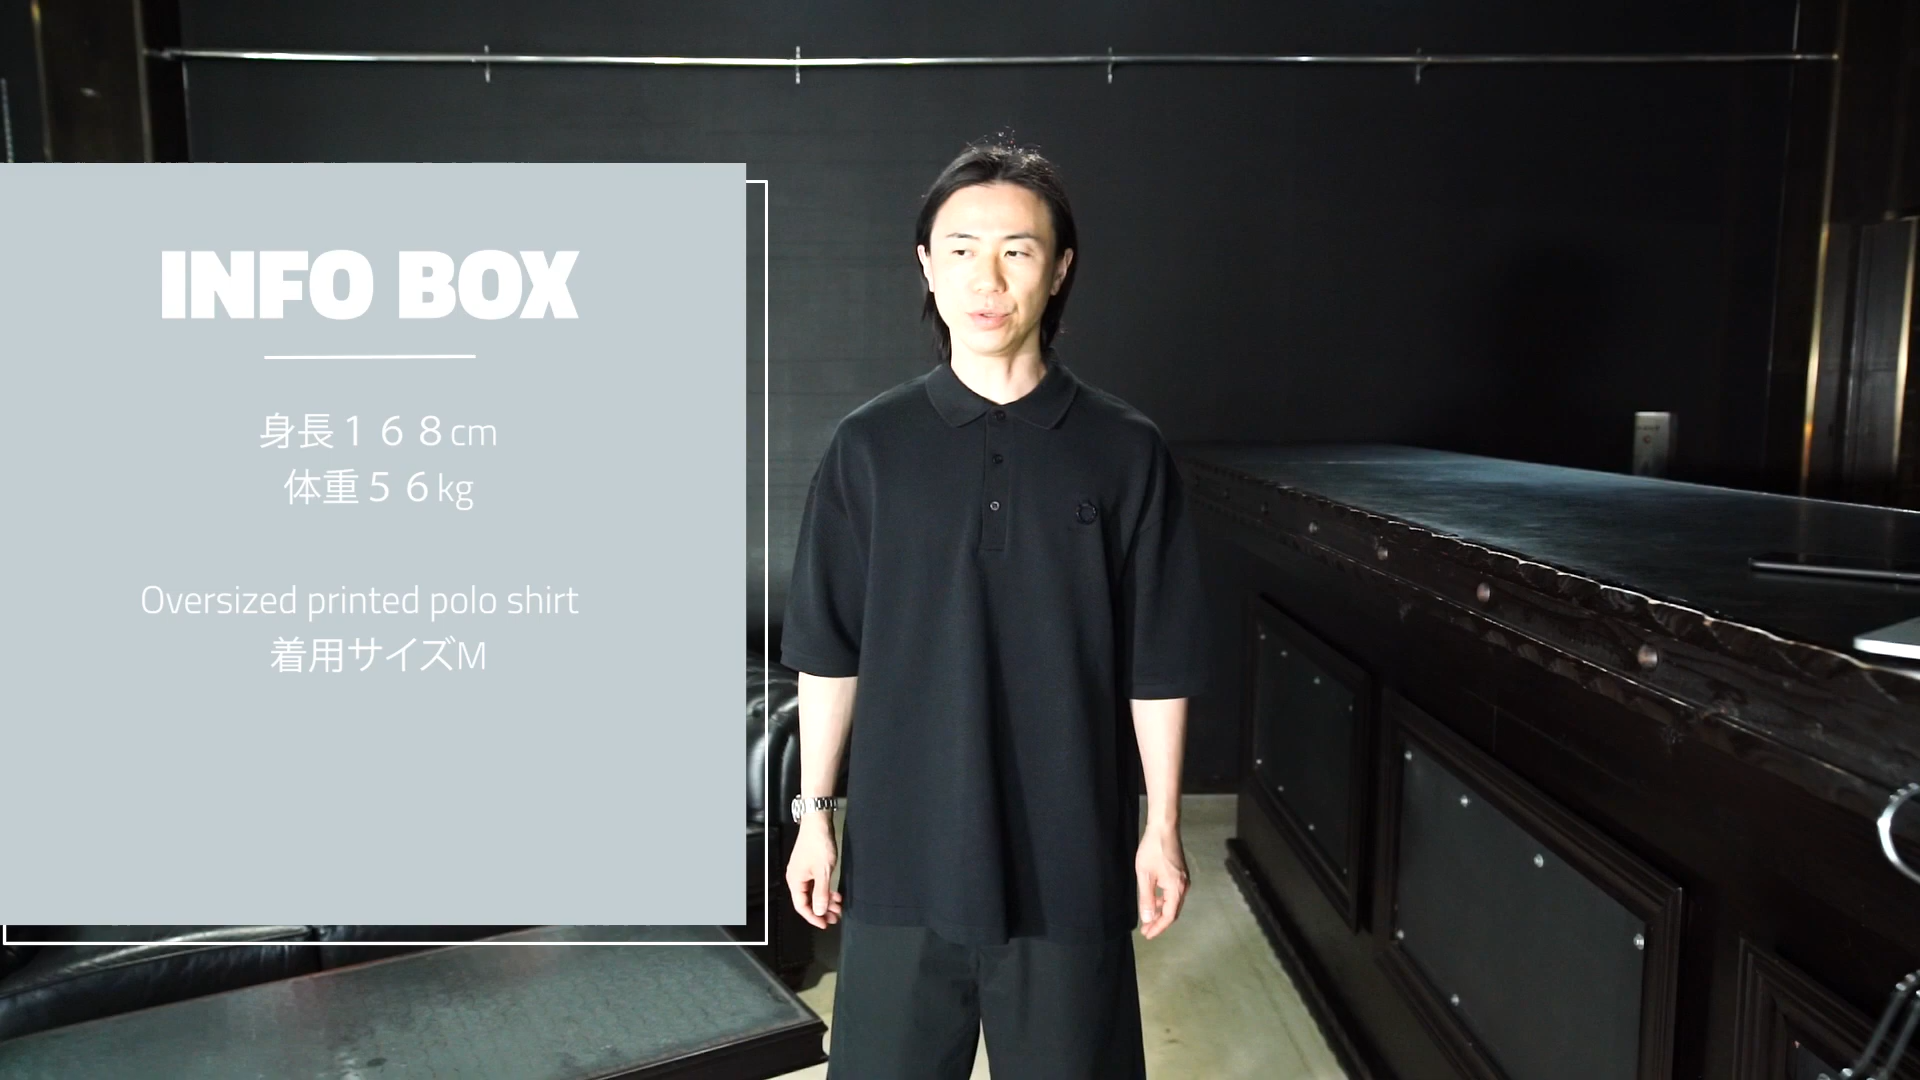 INFO BOX
身長１６８cm
体重５６kg
Oversized printed polo shirt
着用サイズM